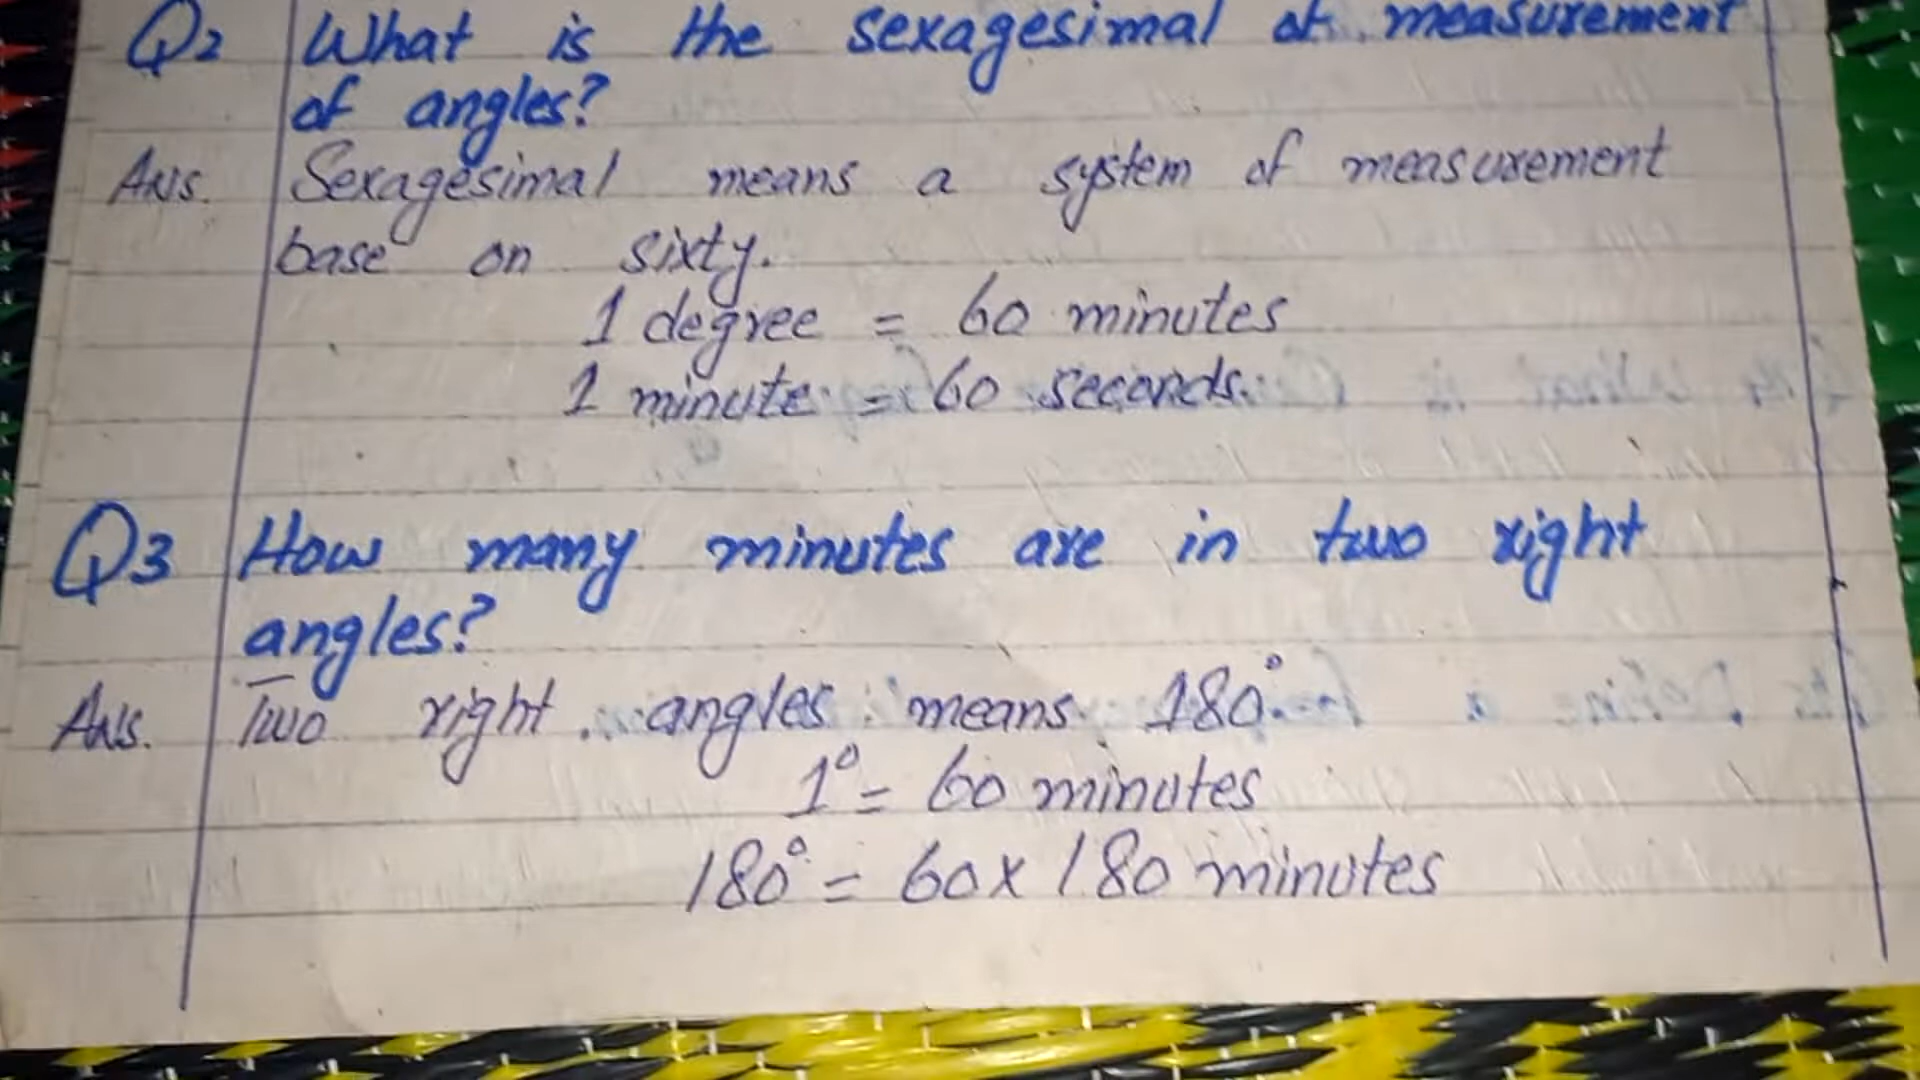 Q2 What is the sexagesimal of measurement
of angles?
Ans. Sexagesimal means a system of measurement
base on sixty.
1 degree = 60 minutes
1 minute = 60 seconds.
Q3 How many minutes are in two right
angles?
Ans. Two right angles means 180°
1° = 60 minutes
180° = 60 x 180 minutes